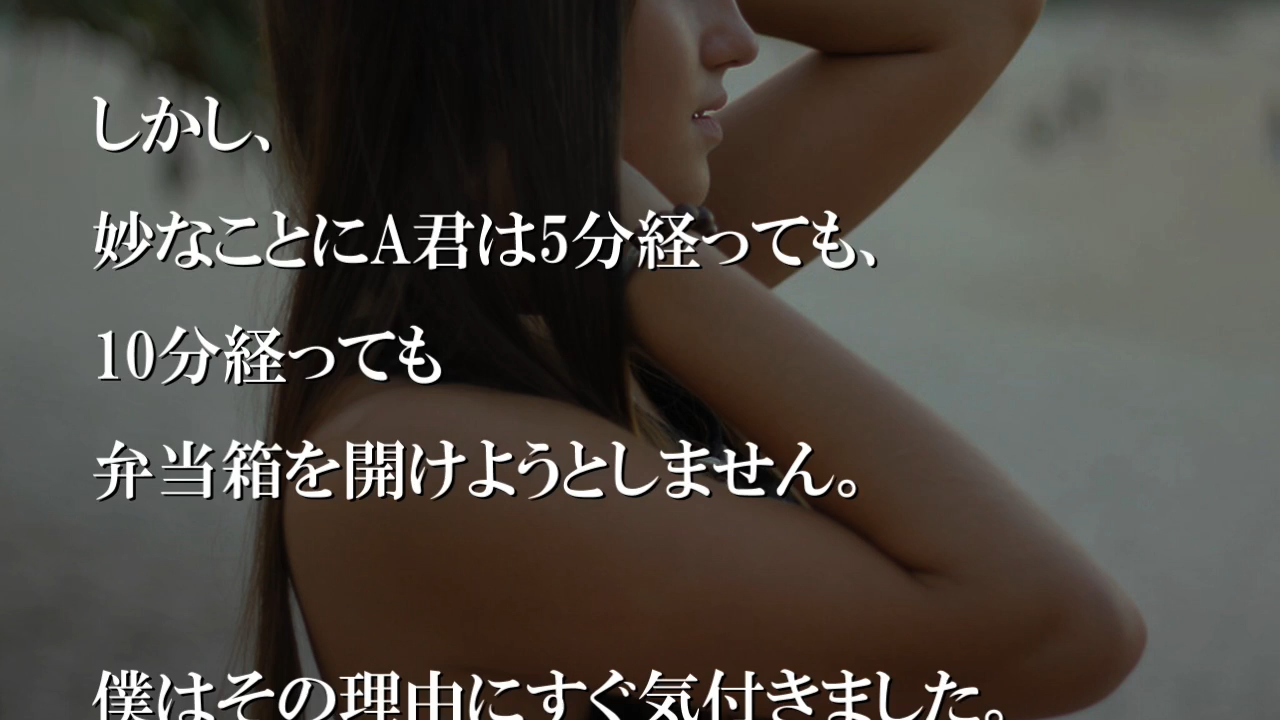 しかし、
妙なことにA君は5分経っても、
10分経っても
弁当箱を開けようとしません。
僕はその理由にすぐ気付きました。